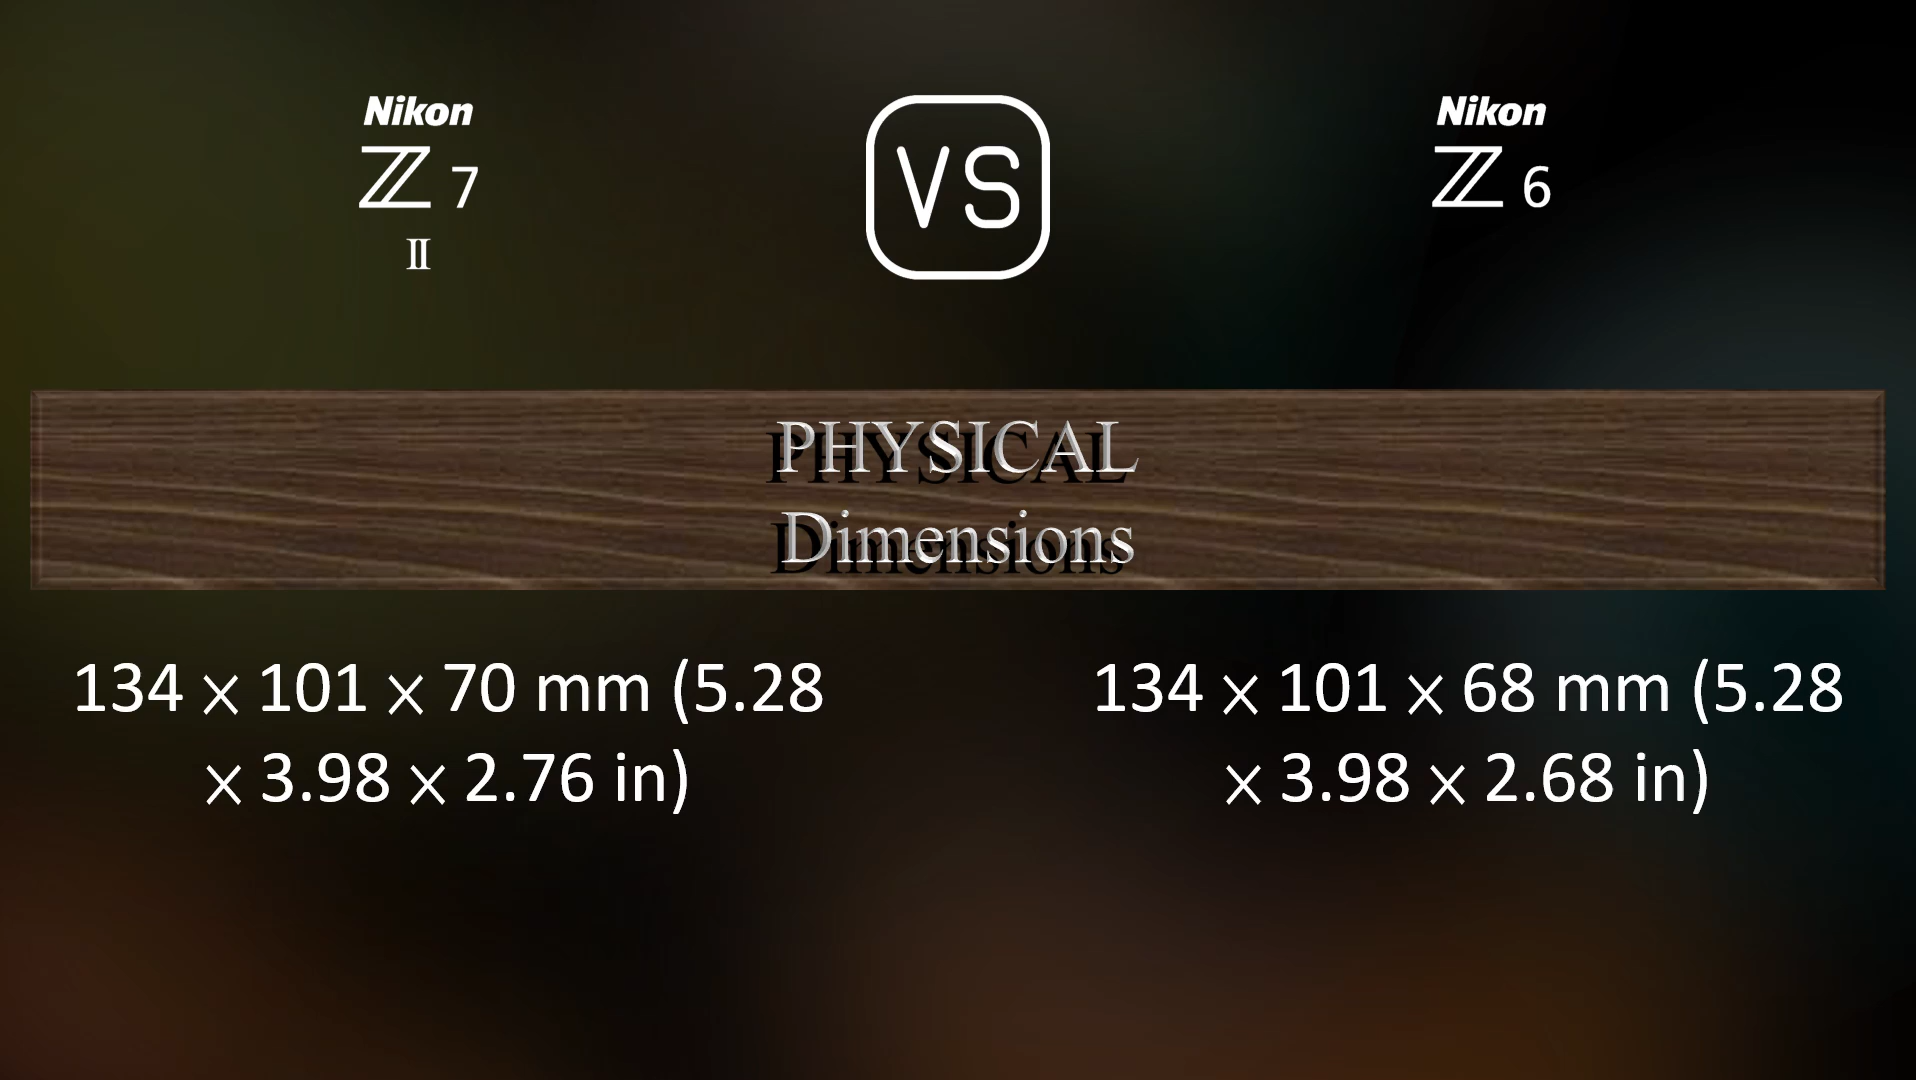 Nikon
Z 7
II
VS
Nikon
Z 6
PHYSICAL
Dimensions
134 x 101 x 70 mm (5.28
x 3.98 x 2.76 in)
134 x 101 x 68 mm (5.28
x 3.98 x 2.68 in)